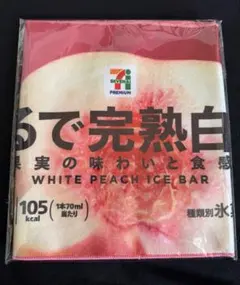 7
ELEVEN
PREMIUM
るで完熟白
果実の味わいと食感
WHITE PEACH ICE BAR
105
kcal
(1本70ml
当たり)
種類別 氷菓